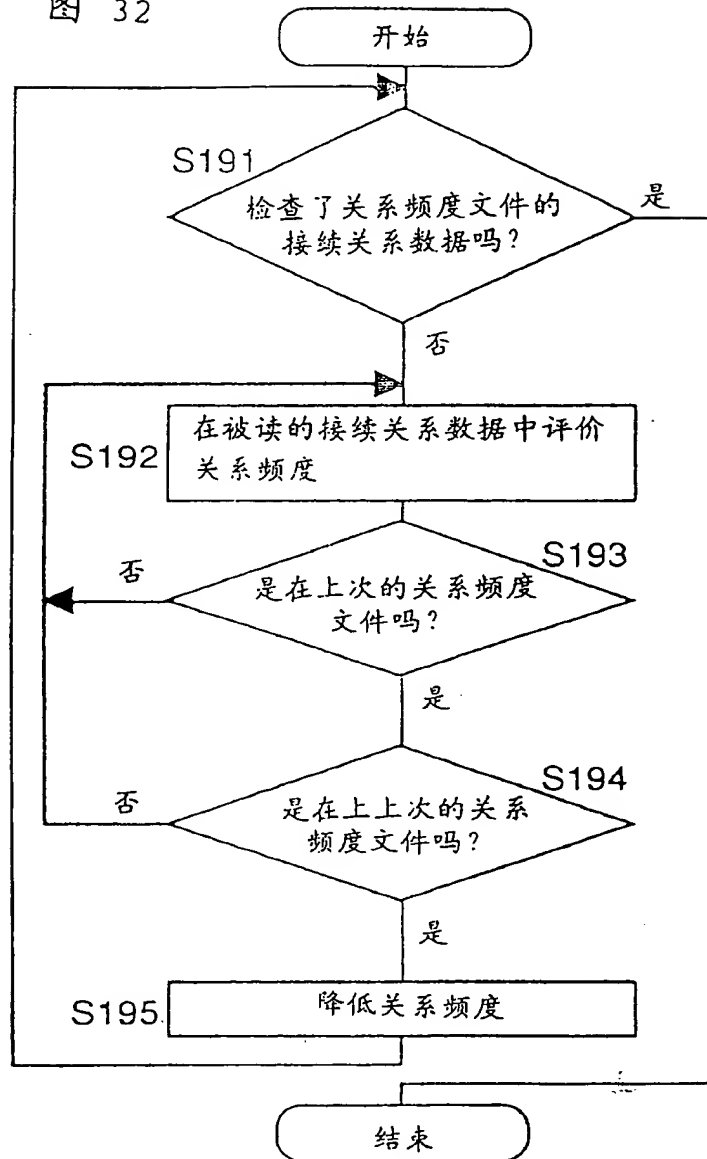 图 32
开始
S191
检查了关系频度文件的
接续关系数据吗?
是
否
S192
在被读的接续关系数据中评价
关系频度
S193
否
是在上次的关系频度
文件吗?
是
S194
否
是在上上次的关系
频度文件吗?
是
S195
降低关系频度
结束